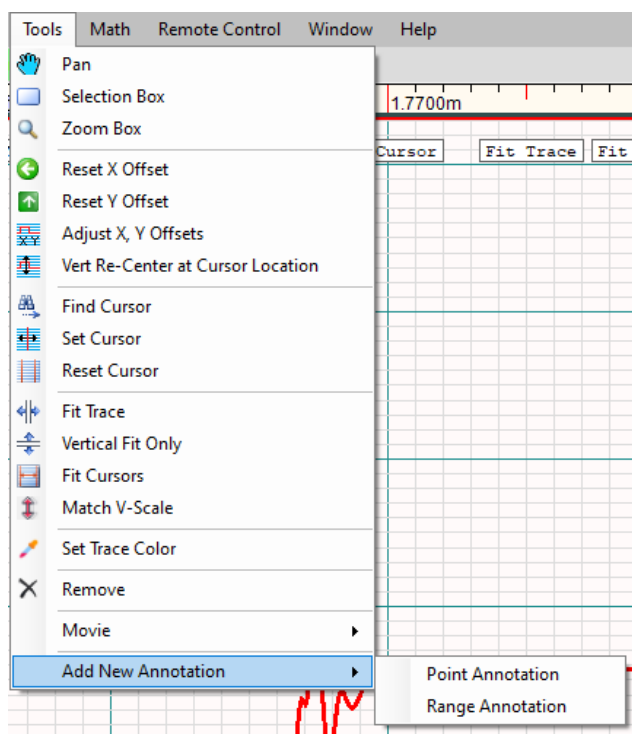 Tools Math Remote Control Window Help
Pan
Selection Box
1.7700m
Zoom Box
Cursor Fit Trace Fit
Reset X Offset
Reset Y Offset
Adjust X, Y Offsets
Vert Re-Center at Cursor Location
Find Cursor
Set Cursor
Reset Cursor
Fit Trace
Vertical Fit Only
Fit Cursors
Match V-Scale
Set Trace Color
Remove
Movie
Add New Annotation
Point Annotation
Range Annotation